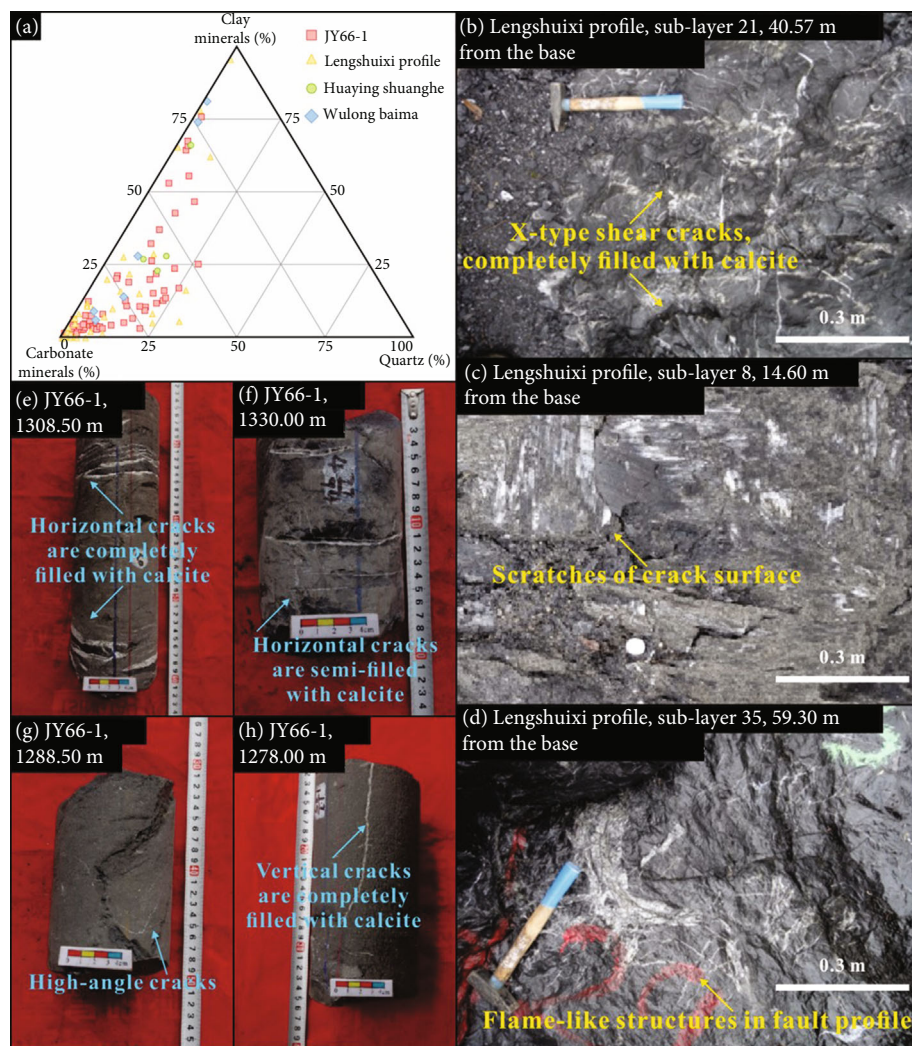 (a)
Clay
minerals (%)
JY66-1
Lengshuixi profile
Huaying shuanghe
Wulong baima
75
75
50
50
25
25
0
25
50
75
100
Carbonate
minerals (%)
Quartz (%)
(b) Lengshuixi profile, sub-layer 21, 40.57 m
from the base
X-type shear cracks,
completely filled with calcite
0.3 m
(c) Lengshuixi profile, sub-layer 8, 14.60 m
from the base
Scratches of crack surface
0.3 m
(d) Lengshuixi profile, sub-layer 35, 59.30 m
from the base
Flame-like structures in fault profile
0.3 m
(e) JY66-1,
1308.50 m
Horizontal cracks
are completely
filled with calcite
(f) JY66-1,
1330.00 m
Horizontal cracks
are semi-filled
with calcite
(g) JY66-1,
1288.50 m
High-angle cracks
(h) JY66-1,
1278.00 m
Vertical cracks
are completely
filled with calcite